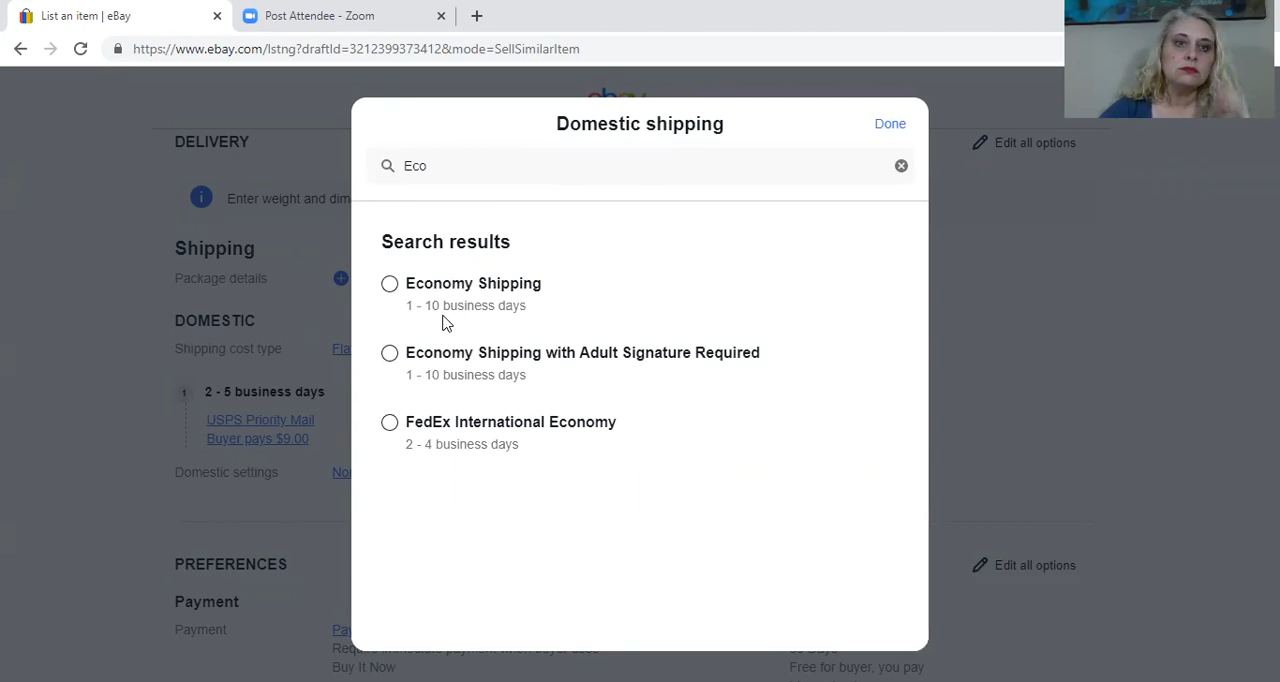 List an item | eBay
Post Attendee - Zoom
https://www.ebay.com/lstng?draftId=3212399373412&mode=SellSimilarItem
DELIVERY
Edit all options
Enter weight and dim
Shipping
Package details
DOMESTIC
Shipping cost type
Fla
1
2 - 5 business days
USPS Priority Mail
Buyer pays $9.00
Domestic settings
PREFERENCES
Edit all options
Payment
Payment
Pay
Buy It Now
Free for buyer, you pay
Domestic shipping
Done
Eco
Search results
Economy Shipping
1 - 10 business days
Economy Shipping with Adult Signature Required
1 - 10 business days
FedEx International Economy
2 - 4 business days